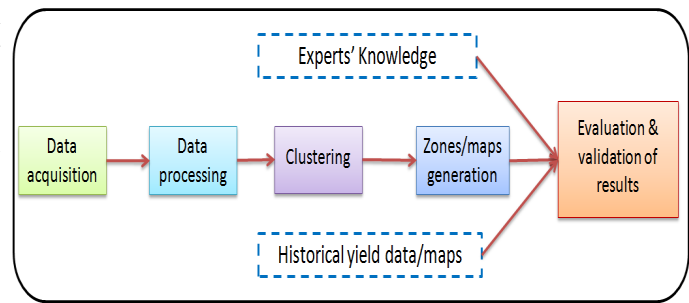 Experts' Knowledge
Data
acquisition
Data
processing
Clustering
Zones/maps
generation
Evaluation &
validation of
results
Historical yield data/maps